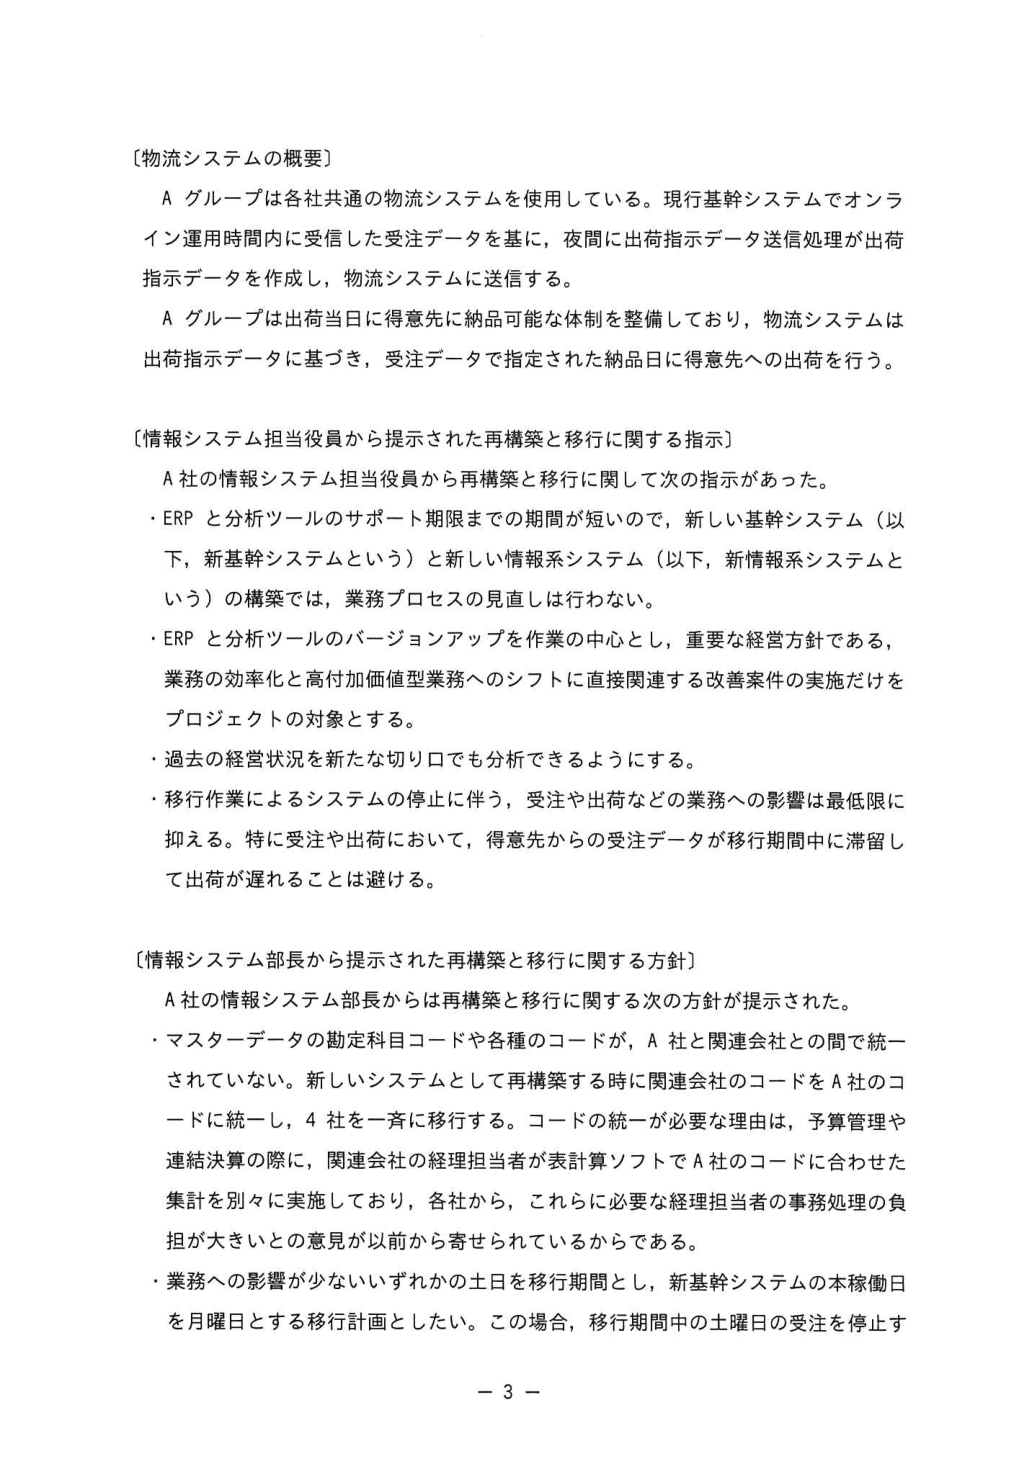 〔物流システムの概要〕
A グループは各社共通の物流システムを使用している。現行基幹システムでオンラ
イン運用時間内に受信した受注データを基に，夜間に出荷指示データ送信処理が出荷
指示データを作成し，物流システムに送信する。
A グループは出荷当日に得意先に納品可能な体制を整備しており，物流システムは
出荷指示データに基づき，受注データで指定された納品日に得意先への出荷を行う。
〔情報システム担当役員から提示された再構築と移行に関する指示〕
A 社の情報システム担当役員から再構築と移行に関して次の指示があった。
・ERP と分析ツールのサポート期限までの期間が短いので，新しい基幹システム（以
下，新基幹システムという）と新しい情報系システム（以下，新情報系システムと
いう）の構築では，業務プロセスの見直しは行わない。
・ERP と分析ツールのバージョンアップを作業の中心とし，重要な経営方針である，
業務の効率化と高付加価値型業務へのシフトに直接関連する改善案件の実施だけを
プロジェクトの対象とする。
・過去の経営状況を新たな切り口でも分析できるようにする。
・移行作業によるシステムの停止に伴う，受注や出荷などの業務への影響は最低限に
抑える。特に受注や出荷において，得意先からの受注データが移行期間中に滞留し
て出荷が遅れることは避ける。
〔情報システム部長から提示された再構築と移行に関する方針〕
A 社の情報システム部長からは再構築と移行に関する次の方針が提示された。
・マスターデータの勘定科目コードや各種のコードが，A 社と関連会社との間で統一
されていない。新しいシステムとして再構築する時に関連会社のコードを A 社のコ
ードに統一し，4 社を一斉に移行する。コードの統一が必要な理由は，予算管理や
連結決算の際に，関連会社の経理担当者が表計算ソフトで A 社のコードに合わせた
集計を別々に実施しており，各社から，これらに必要な経理担当者の事務処理の負
担が大きいとの意見が以前から寄せられているからである。
・業務への影響が少ないいずれかの土日を移行期間とし，新基幹システムの本稼働日
を月曜日とする移行計画としたい。この場合，移行期間中の土曜日の受注を停止す
－ 3 －